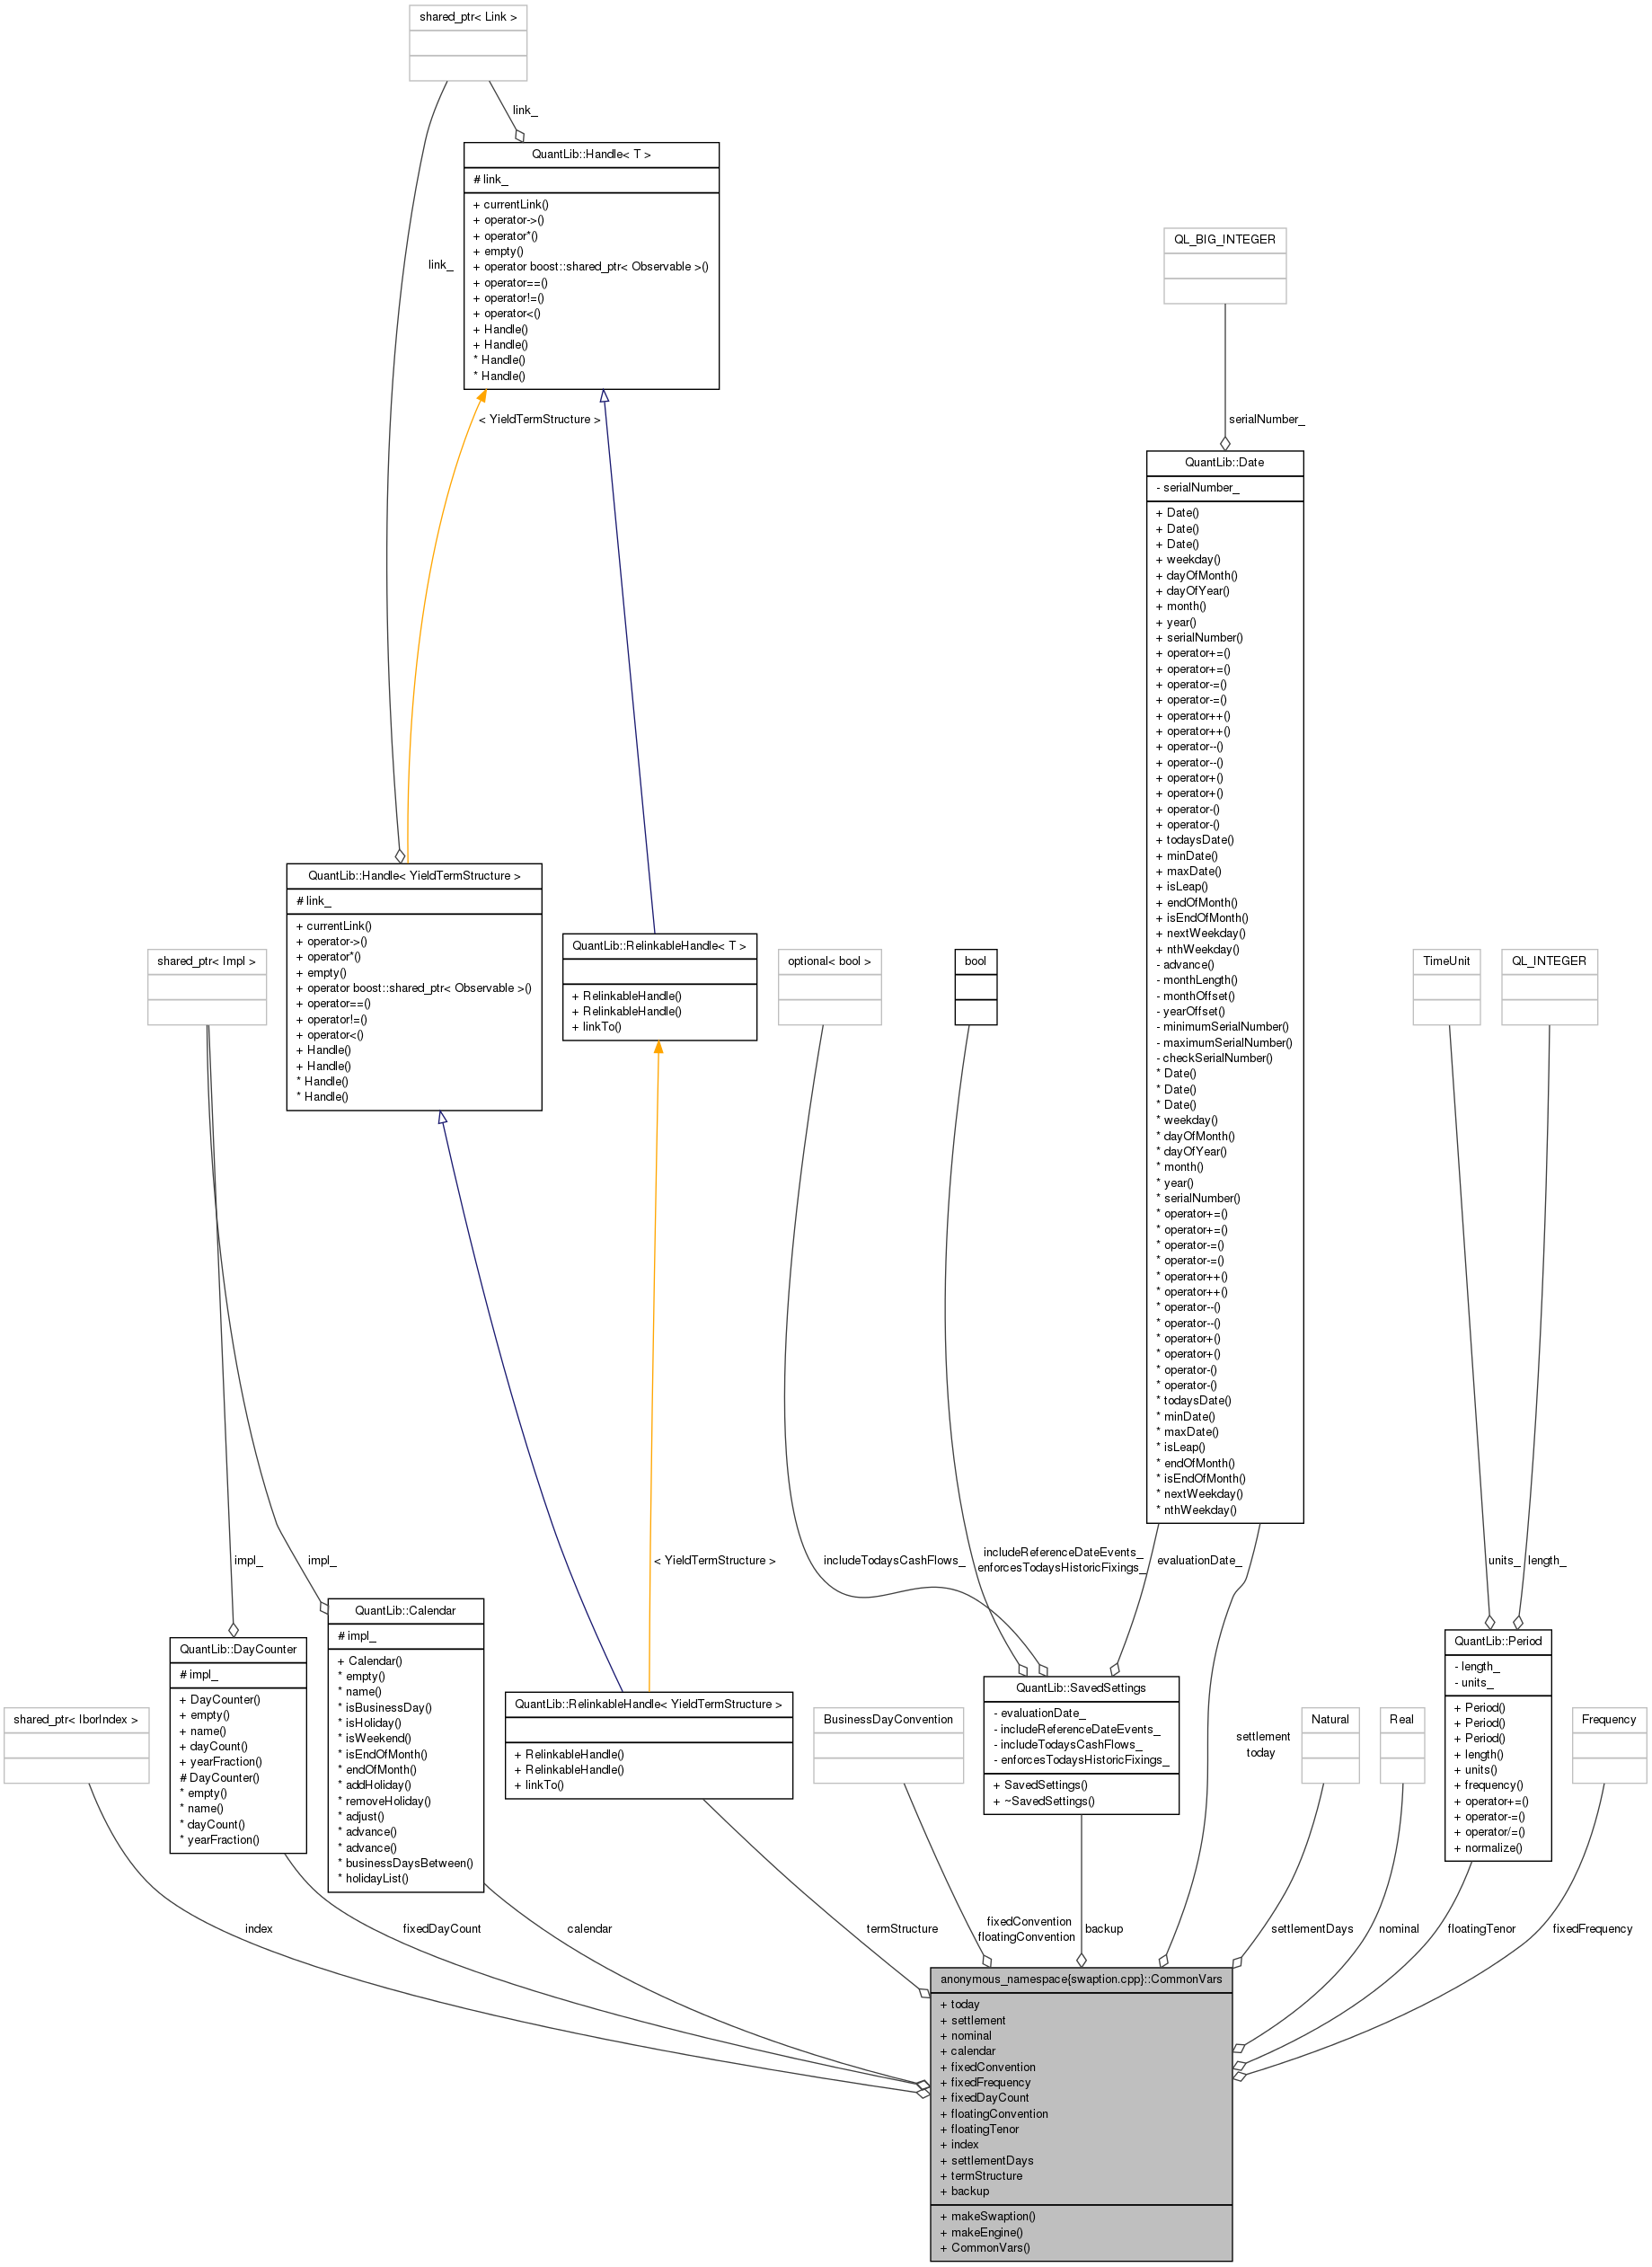 shared_ptr< Link >
link_
QuantLib::Handle< T >
# link_
+ currentLink()
+ operator->()
+ operator*()
+ empty()
+ operator boost::shared_ptr< Observable >()
+ operator==()
+ operator!=()
+ operator<()
+ Handle()
+ Handle()
* Handle()
* Handle()
link_
< YieldTermStructure >
QL_BIG_INTEGER
serialNumber_
QuantLib::Date
- serialNumber_
+ Date()
+ Date()
+ Date()
+ weekday()
+ dayOfMonth()
+ dayOfYear()
+ month()
+ year()
+ serialNumber()
+ operator+=()
+ operator+=()
+ operator-=()
+ operator-=()
+ operator++()
+ operator++()
+ operator--()
+ operator--()
+ operator+()
+ operator+()
+ operator-()
+ operator-()
+ todaysDate()
+ minDate()
+ maxDate()
+ isLeap()
+ endOfMonth()
+ isEndOfMonth()
+ nextWeekday()
+ nthWeekday()
- advance()
- monthLength()
- monthOffset()
- yearOffset()
- minimumSerialNumber()
- maximumSerialNumber()
- checkSerialNumber()
* Date()
* Date()
* Date()
* weekday()
* dayOfMonth()
* dayOfYear()
* month()
* year()
* serialNumber()
* operator+=()
* operator+=()
* operator-=()
* operator-=()
* operator++()
* operator++()
* operator--()
* operator--()
* operator+()
* operator+()
* operator-()
* operator-()
* todaysDate()
* minDate()
* maxDate()
* isLeap()
* endOfMonth()
* isEndOfMonth()
* nextWeekday()
* nthWeekday()
QuantLib::Handle< YieldTermStructure >
# link_
+ currentLink()
+ operator->()
+ operator*()
+ empty()
+ operator boost::shared_ptr< Observable >()
+ operator==()
+ operator!=()
+ operator<()
+ Handle()
+ Handle()
* Handle()
* Handle()
shared_ptr< Impl >
QuantLib::RelinkableHandle< T >
+ RelinkableHandle()
+ RelinkableHandle()
+ linkTo()
optional< bool >
bool
TimeUnit
QL_INTEGER
impl_
impl_
< YieldTermStructure >
includeTodaysCashFlows_
includeReferenceDateEvents_
enforcesTodaysHistoricFixings_
evaluationDate_
units_
length_
QuantLib::DayCounter
# impl_
+ DayCounter()
+ empty()
+ name()
+ dayCount()
+ yearFraction()
# DayCounter()
* empty()
* name()
* dayCount()
* yearFraction()
QuantLib::Calendar
# impl_
+ Calendar()
* empty()
* name()
* isBusinessDay()
* isHoliday()
* isWeekend()
* isEndOfMonth()
* endOfMonth()
* addHoliday()
* removeHoliday()
* adjust()
* advance()
* advance()
* businessDaysBetween()
* holidayList()
shared_ptr< IborIndex >
QuantLib::RelinkableHandle< YieldTermStructure >
+ RelinkableHandle()
+ RelinkableHandle()
+ linkTo()
BusinessDayConvention
QuantLib::SavedSettings
- evaluationDate_
- includeReferenceDateEvents_
- includeTodaysCashFlows_
- enforcesTodaysHistoricFixings_
+ SavedSettings()
+ ~SavedSettings()
settlement
today
Natural
Real
QuantLib::Period
- length_
- units_
+ Period()
+ Period()
+ Period()
+ length()
+ units()
+ frequency()
+ operator+=()
+ operator-=()
+ operator/=()
+ normalize()
Frequency
index
fixedDayCount
calendar
termStructure
fixedConvention
floatingConvention
backup
settlementDays
nominal
floatingTenor
fixedFrequency
anonymous_namespace{swaption.cpp}::CommonVars
+ today
+ settlement
+ nominal
+ calendar
+ fixedConvention
+ fixedFrequency
+ fixedDayCount
+ floatingConvention
+ floatingTenor
+ index
+ settlementDays
+ termStructure
+ backup
+ makeSwaption()
+ makeEngine()
+ CommonVars()